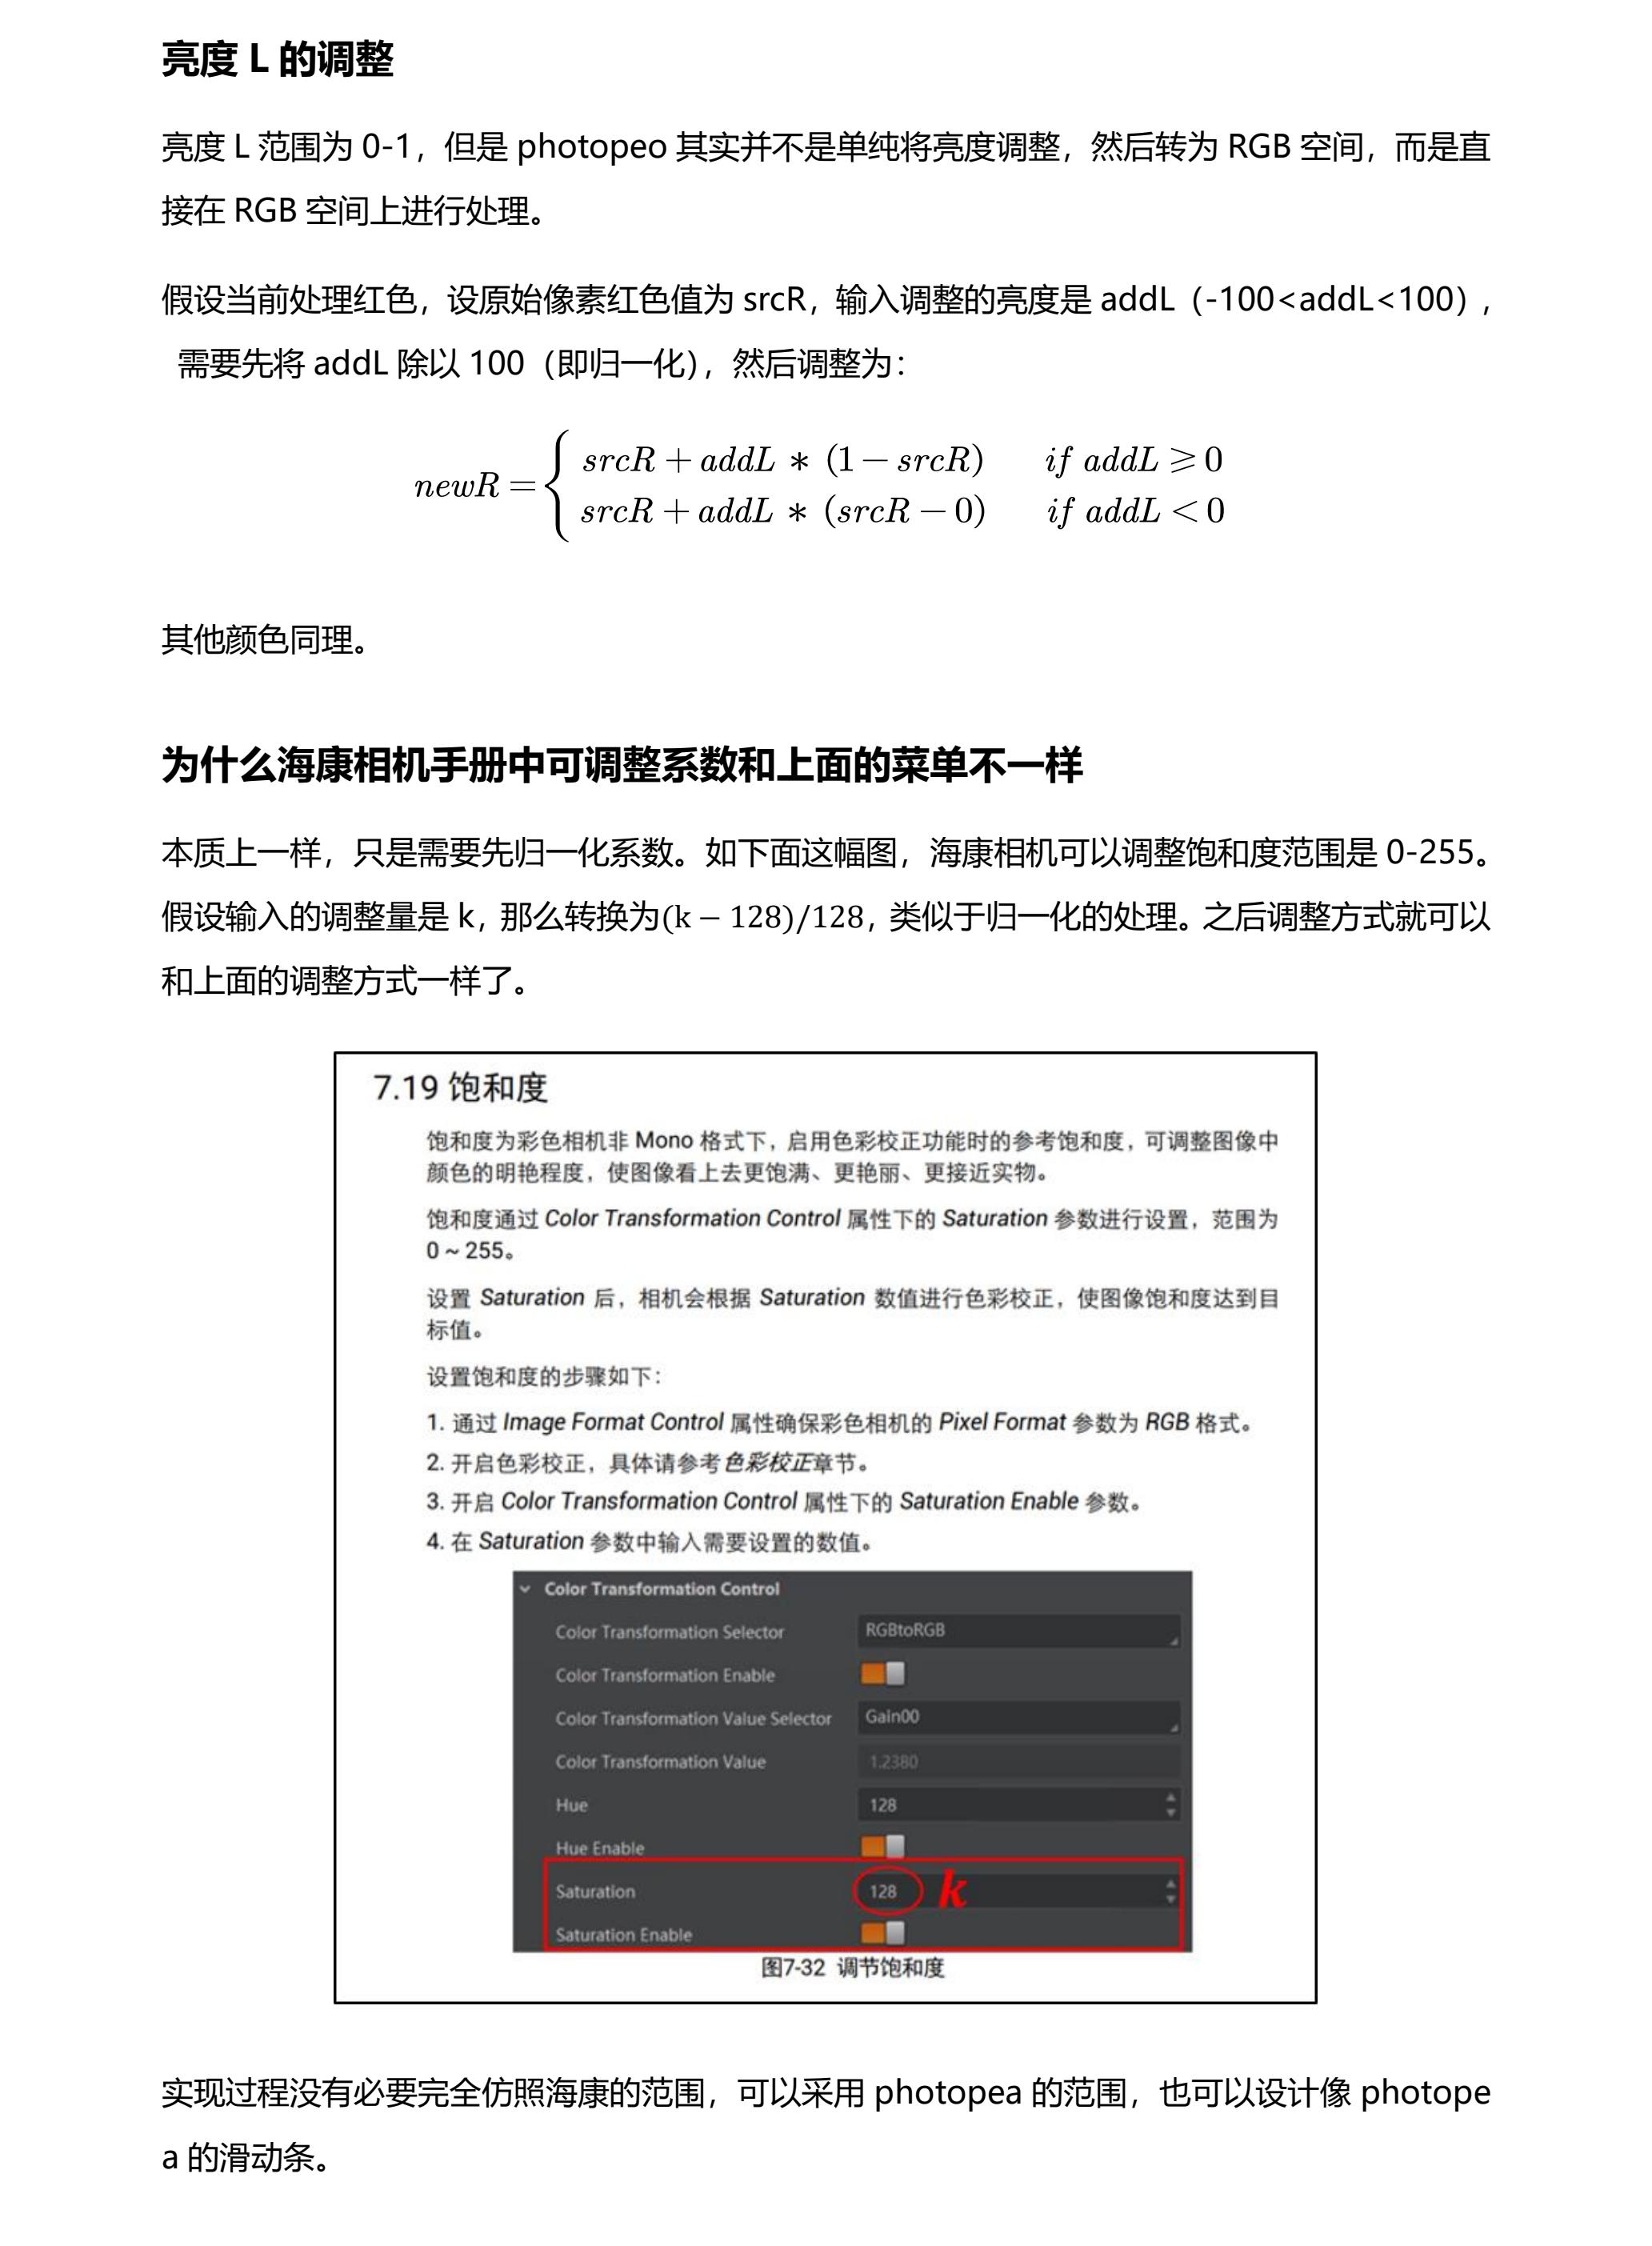 亮度 L 的调整
亮度 L 范围为 0-1，但是 photopeo 其实并不是单纯将亮度调整，然后转为 RGB 空间，而是直
接在 RGB 空间上进行处理。
假设当前处理红色，设原始像素红色值为 srcR，输入调整的亮度是 addL（-100<addL<100），
需要先将 addL 除以 100（即归一化），然后调整为：
newR = { srcR + addL * (1 − srcR) if addL ⩾ 0
srcR + addL * (srcR − 0) if addL < 0
其他颜色同理。
为什么海康相机手册中可调整系数和上面的菜单不一样
本质上一样，只是需要先归一化系数。如下面这幅图，海康相机可以调整饱和度范围是 0-255。
假设输入的调整量是 k，那么转换为(k − 128)/128，类似于归一化的处理。之后调整方式就可以
和上面的调整方式一样了。
7.19 饱和度
饱和度为彩色相机非 Mono 格式下，启用色彩校正功能时的参考饱和度，可调整图像中
颜色的明艳程度，使图像看上去更饱满、更艳丽、更接近实物。
饱和度通过 Color Transformation Control 属性下的 Saturation 参数进行设置，范围为
0 ~ 255。
设置 Saturation 后，相机会根据 Saturation 数值进行色彩校正，使图像饱和度达到目
标值。
设置饱和度的步骤如下：
1. 通过 Image Format Control 属性确保彩色相机的 Pixel Format 参数为 RGB 格式。
2. 开启色彩校正，具体请参考色彩校正章节。
3. 开启 Color Transformation Control 属性下的 Saturation Enable 参数。
4. 在 Saturation 参数中输入需要设置的数值。
Color Transformation Control
Color Transformation Selector RGBtoRGB
Color Transformation Enable
Color Transformation Value Selector Gain00
Color Transformation Value 1.2380
Hue 128
Hue Enable
Saturation 128 k
Saturation Enable
图7-32 调节饱和度
实现过程没有必要完全仿照海康的范围，可以采用 photopea 的范围，也可以设计像 photope
a 的滑动条。